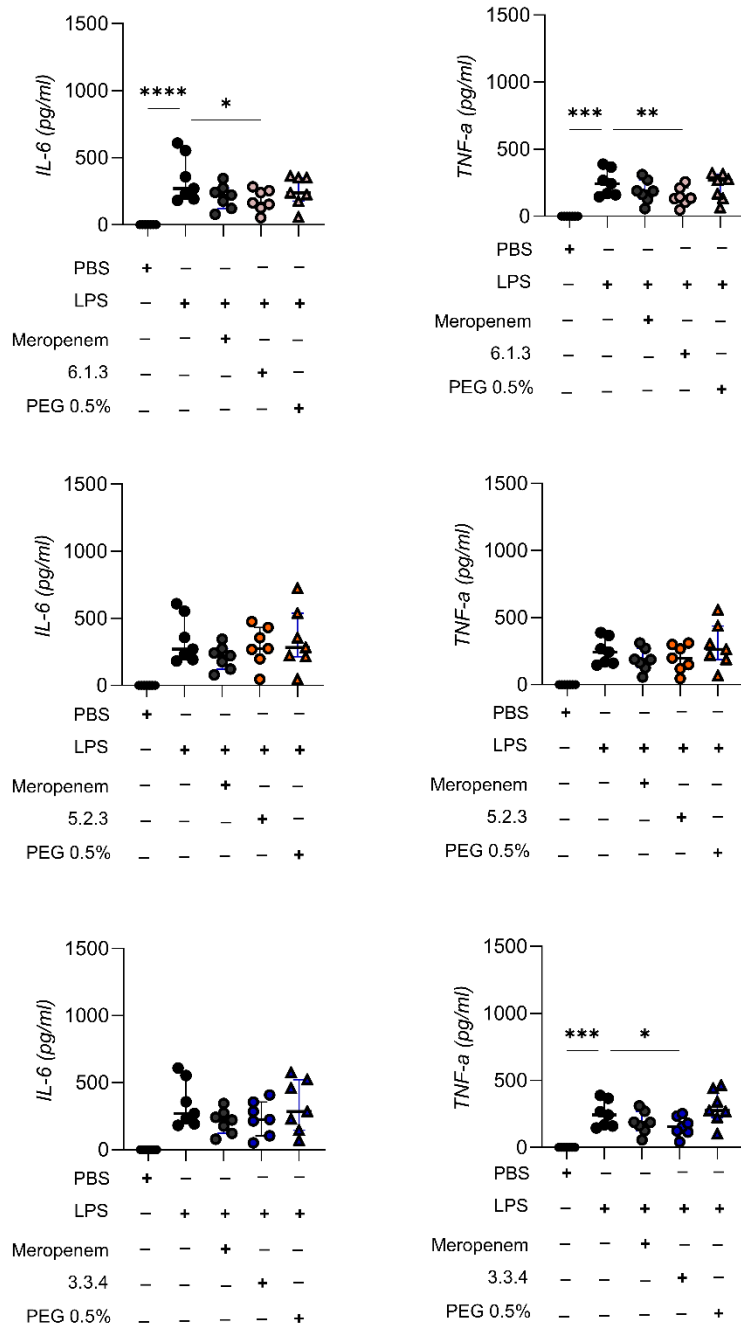 IL-6 (pg/ml)
1500
1000
500
0
**** *
PBS + – – – –
LPS – + + + +
Meropenem – – + – –
6.1.3 – – – + –
PEG 0.5% – – – – +
TNF-a (pg/ml)
1500
1000
500
0
*** **
PBS + – – – –
LPS – + + + +
Meropenem – – + – –
6.1.3 – – – + –
PEG 0.5% – – – – +
IL-6 (pg/ml)
1500
1000
500
0
PBS + – – – –
LPS – + + + +
Meropenem – – + – –
5.2.3 – – – + –
PEG 0.5% – – – – +
TNF-a (pg/ml)
1500
1000
500
0
PBS + – – – –
LPS – + + + +
Meropenem – – + – –
5.2.3 – – – + –
PEG 0.5% – – – – +
IL-6 (pg/ml)
1500
1000
500
0
PBS + – – – –
LPS – + + + +
Meropenem – – + – –
3.3.4 – – – + –
PEG 0.5% – – – – +
TNF-a (pg/ml)
1500
1000
500
0
*** *
PBS + – – – –
LPS – + + + +
Meropenem – – + – –
3.3.4 – – – + –
PEG 0.5% – – – – +